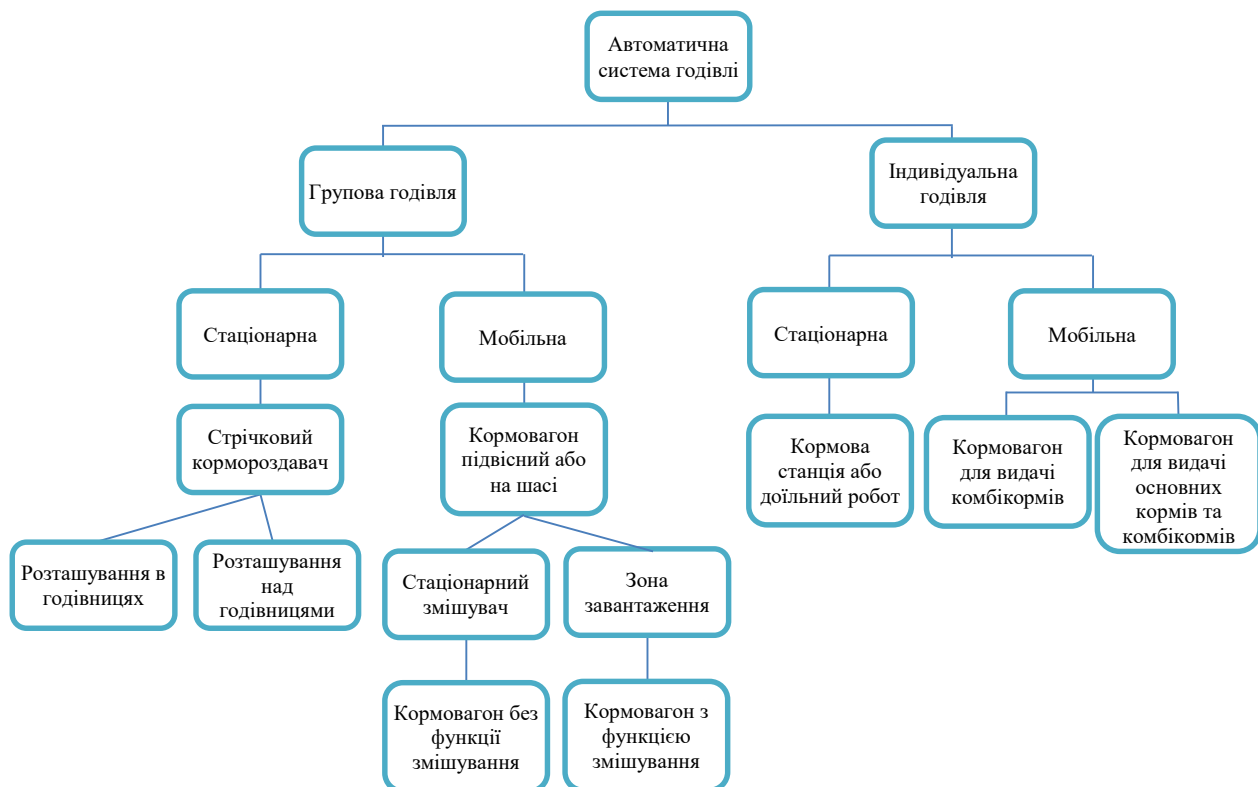 Автоматична
система годівлі
Групова годівля
Індивідуальна
годівля
Стаціонарна
Мобільна
Стаціонарна
Мобільна
Стрічковий
кормороздавач
Кормовагон
підвісний або
на шасі
Кормова
станція або
доїльний робот
Кормовагон
для видачі
комбікормів
Кормовагон
для видачі
основних
кормів та
комбікормів
Розташування в
годівницях
Розташування
над
годівницями
Стаціонарний
змішувач
Зона
завантаження
Кормовагон без
функції
змішування
Кормовагон з
функцією
змішування